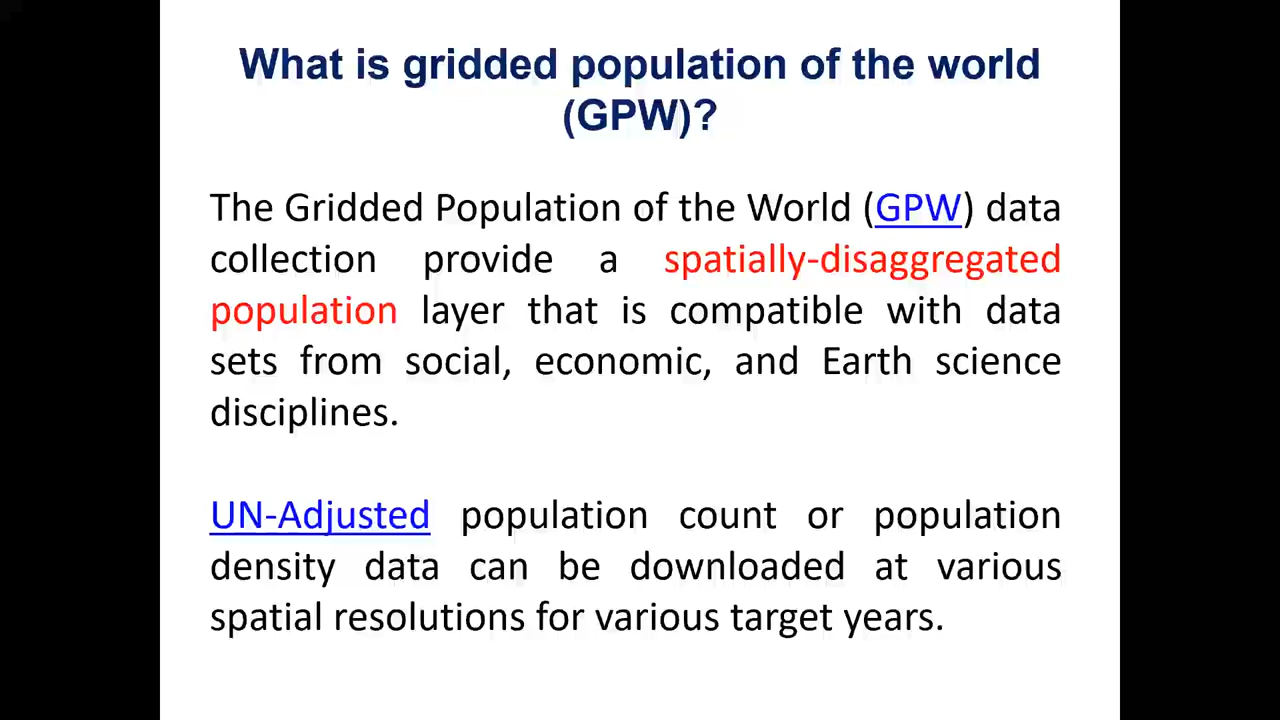 What is gridded population of the world
(GPW)?
The Gridded Population of the World (GPW) data
collection provide a spatially-disaggregated
population layer that is compatible with data
sets from social, economic, and Earth science
disciplines.
UN-Adjusted population count or population
density data can be downloaded at various
spatial resolutions for various target years.